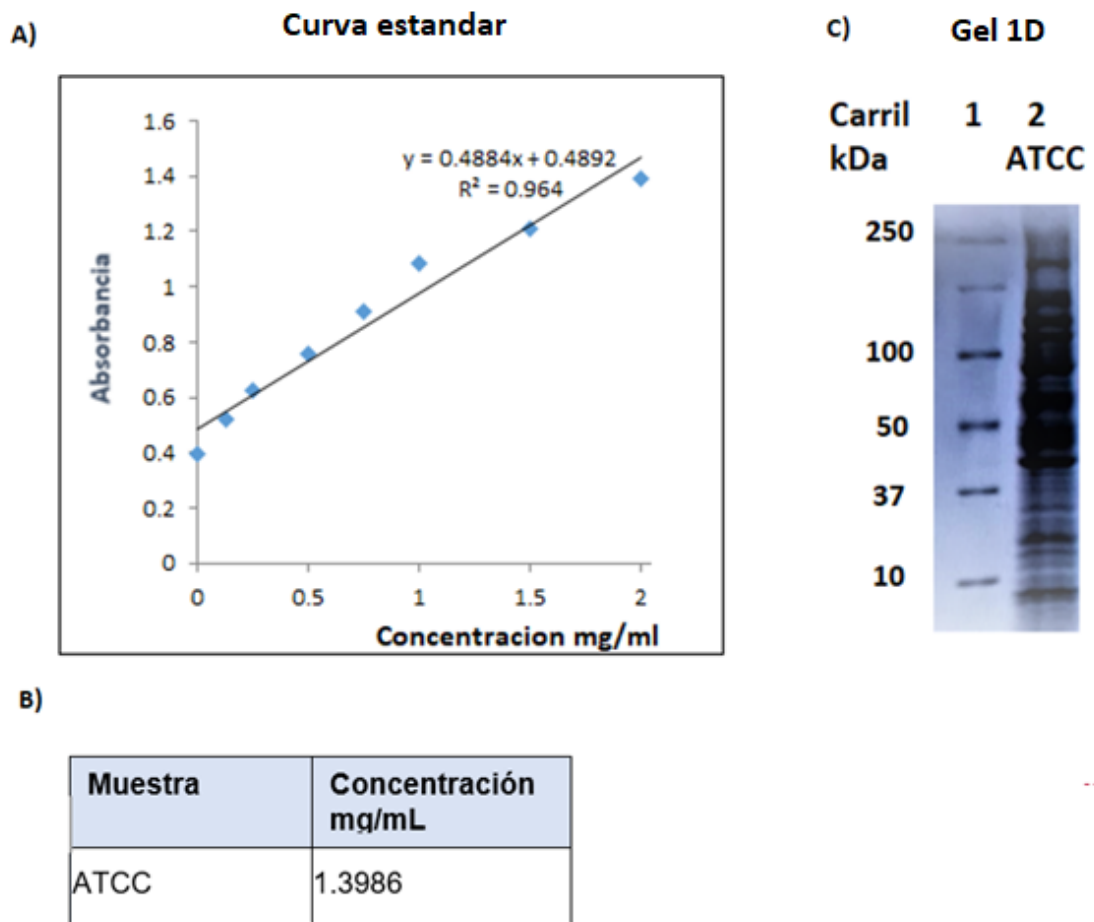 A)
Curva estandar
1.6
1.4
1.2
1
0.8
0.6
0.4
0.2
0
Absorbancia
y = 0.4884x + 0.4892
R² = 0.964
0 0.5 1 1.5 2
Concentracion mg/ml
C)
Gel 1D
Carril 1 2
kDa ATCC
250
100
50
37
10
B)
Muestra Concentración
mg/mL
ATCC 1.3986